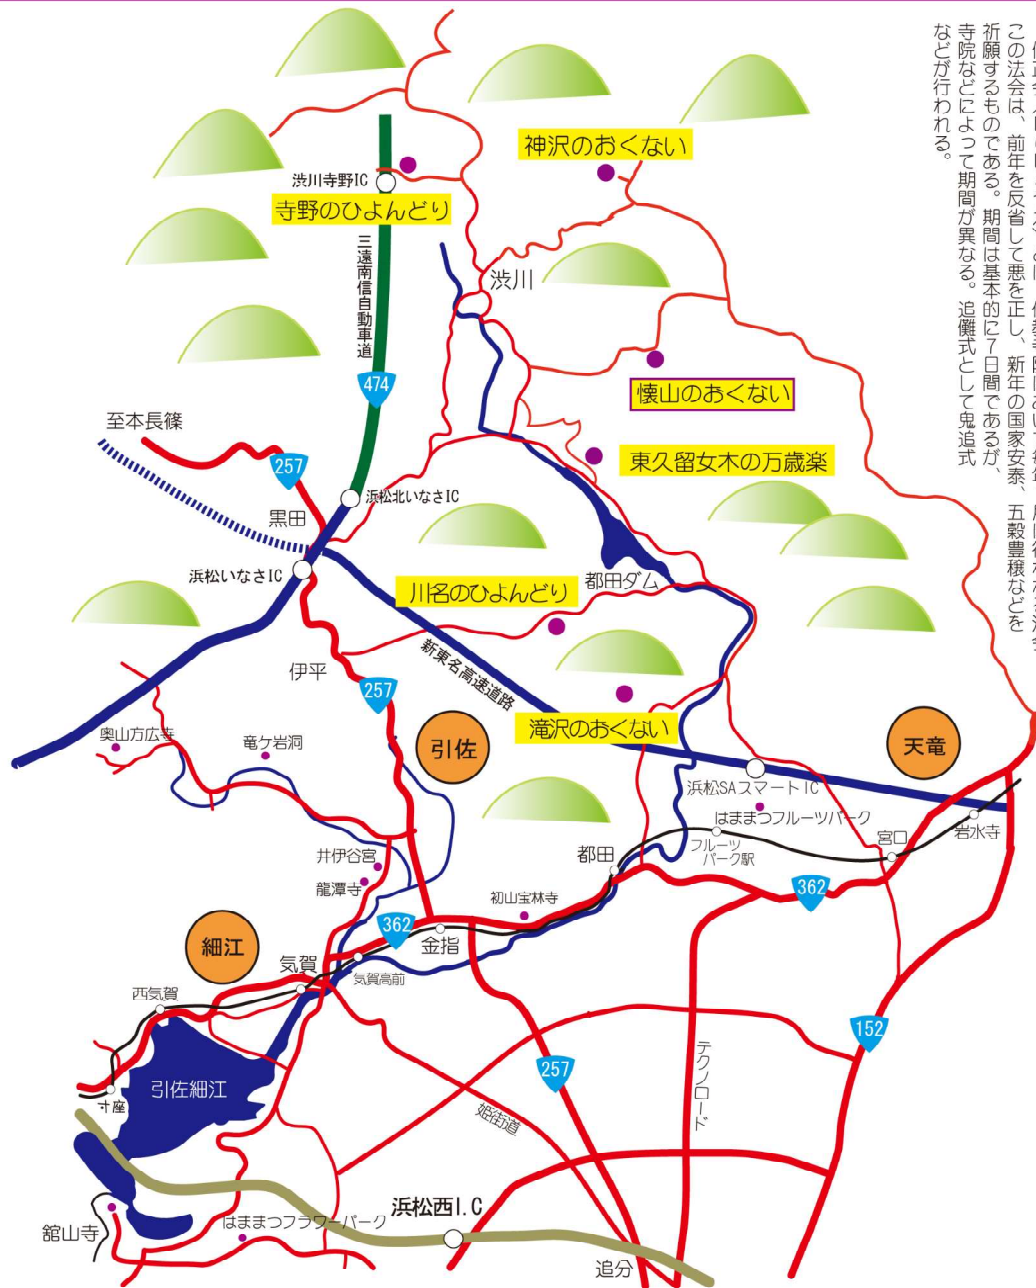 この法会は、前年を反省して悪を正し、新年の国家安泰、五穀豊穣などを
祈願するものである。期間は基本的に7日間であるが、
寺院などによって期間が異なる。追儺式として鬼追式
などが行われる。
神沢のおくない
渋川寺野IC
寺野のひよんどり
三遠南信自動車道
渋川
474
懐山のおくない
至本長篠
257
東久留女木の万歳楽
浜松北いなさIC
黒田
浜松いなさIC
都田ダム
川名のひよんどり
新東名高速道路
伊平
257
滝沢のおくない
奥山方広寺
竜ケ岩洞
引佐
天竜
浜松SAスマートIC
はままつフルーツパーク
フルーツ
パーク駅
宮口
岩水寺
井伊谷宮
都田
龍潭寺
初山宝林寺
362
362
細江
金指
気賀
気賀高前
西気賀
152
引佐細江
寸座
257
テクノロード
姫街道
浜松西I.C
はままつフラワーパーク
舘山寺
追分